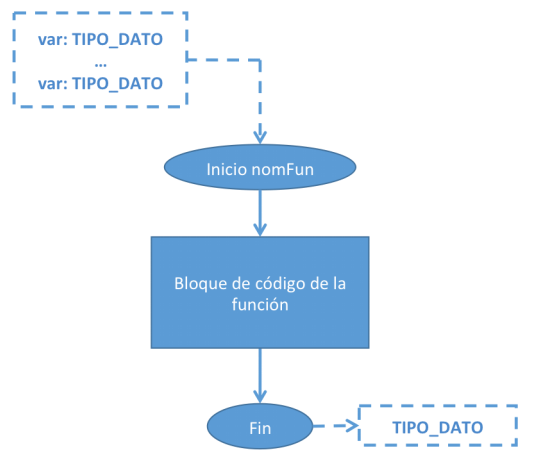 var: TIPO_DATO
...
var: TIPO_DATO
Inicio nomFun
Bloque de código de la
función
Fin
TIPO_DATO